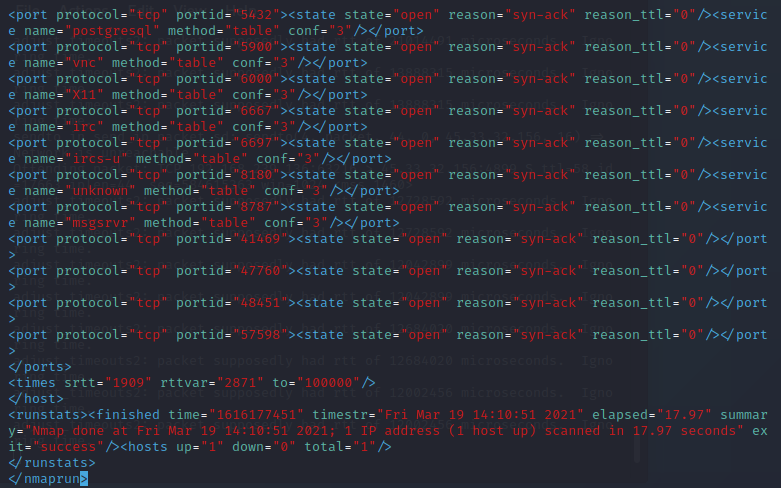 <port protocol="tcp" portid="5432"><state state="open" reason="syn-ack" reason_ttl="0"/><servic
e name="postgresql" method="table" conf="3"/></port>
<port protocol="tcp" portid="5900"><state state="open" reason="syn-ack" reason_ttl="0"/><servic
e name="vnc" method="table" conf="3"/></port>
<port protocol="tcp" portid="6000"><state state="open" reason="syn-ack" reason_ttl="0"/><servic
e name="X11" method="table" conf="3"/></port>
<port protocol="tcp" portid="6667"><state state="open" reason="syn-ack" reason_ttl="0"/><servic
e name="irc" method="table" conf="3"/></port>
<port protocol="tcp" portid="6697"><state state="open" reason="syn-ack" reason_ttl="0"/><servic
e name="ircs-u" method="table" conf="3"/></port>
<port protocol="tcp" portid="8180"><state state="open" reason="syn-ack" reason_ttl="0"/><servic
e name="unknown" method="table" conf="3"/></port>
<port protocol="tcp" portid="8787"><state state="open" reason="syn-ack" reason_ttl="0"/><servic
e name="msgsrvr" method="table" conf="3"/></port>
<port protocol="tcp" portid="41469"><state state="open" reason="syn-ack" reason_ttl="0"/></port
>
<port protocol="tcp" portid="47760"><state state="open" reason="syn-ack" reason_ttl="0"/></port
>
<port protocol="tcp" portid="48451"><state state="open" reason="syn-ack" reason_ttl="0"/></port
>
<port protocol="tcp" portid="57598"><state state="open" reason="syn-ack" reason_ttl="0"/></port
>
</ports>
<times srtt="1909" rttvar="2871" to="100000"/>
</host>
<runstats><finished time="1616177451" timestr="Fri Mar 19 14:10:51 2021" elapsed="17.97" summar
y="Nmap done at Fri Mar 19 14:10:51 2021; 1 IP address (1 host up) scanned in 17.97 seconds" ex
it="success"/><hosts up="1" down="0" total="1"/>
</runstats>
</nmaprun>